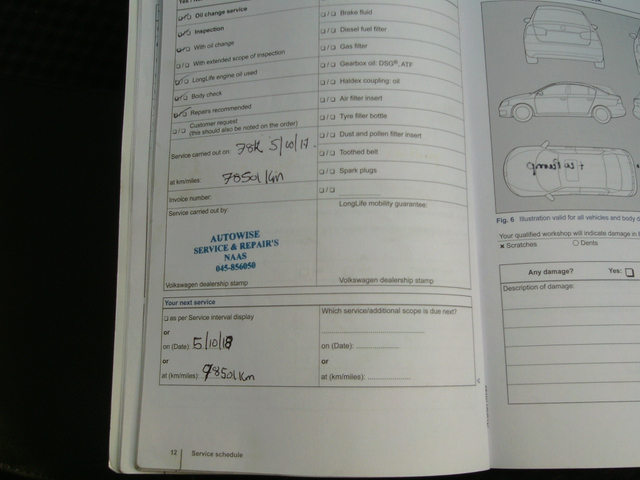 ☑/☐ Oil change service
☑/☐ Inspection
☑/☐ With oil change
☐/☐ With extended scope of inspection
☑/☐ LongLife engine oil used
☑/☐ Body check
☑/☐ Repairs recommended
☐/☐ Customer request
(this should also be noted on the order)
Service carried out on: 78K 5/10/17.
at km/miles: 78501 Km
Invoice number:
Service carried out by:
AUTOWISE
SERVICE & REPAIR'S
NAAS
045-856050
Volkswagen dealership stamp
☐/☐ Brake fluid
☐/☐ Diesel fuel filter
☐/☐ Gas filter
☐/☐ Gearbox oil: DSG®, ATF
☐/☐ Haldex coupling: oil
☐/☐ Air filter insert
☐/☐ Tyre filler bottle
☐/☐ Dust and pollen filter insert
☐/☐ Toothed belt
☐/☐ Spark plugs
☐/☐
LongLife mobility guarantee:
Volkswagen dealership stamp
Your next service
☐ as per Service interval display
or
on (Date): 5/10/18
or
at (km/miles): 98501 Km
Which service/additional scope is due next?
on (Date):
or
at (km/miles):
12 Service schedule
Fig. 6 Illustration valid for all vehicles and body
Your qualified workshop will indicate damage in
× Scratches ○ Dents
Any damage? Yes: ☐
Description of damage: